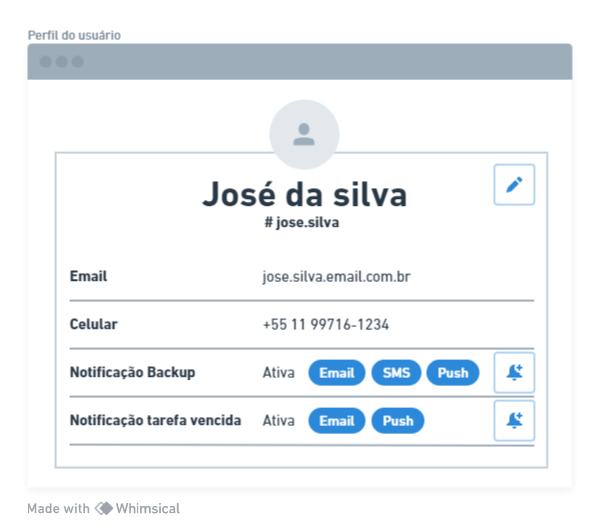 Perfil do usuário
José da silva
# jose.silva
Email jose.silva.email.com.br
Celular +55 11 99716-1234
Notificação Backup Ativa Email SMS Push
Notificação tarefa vencida Ativa Email Push
Made with Whimsical